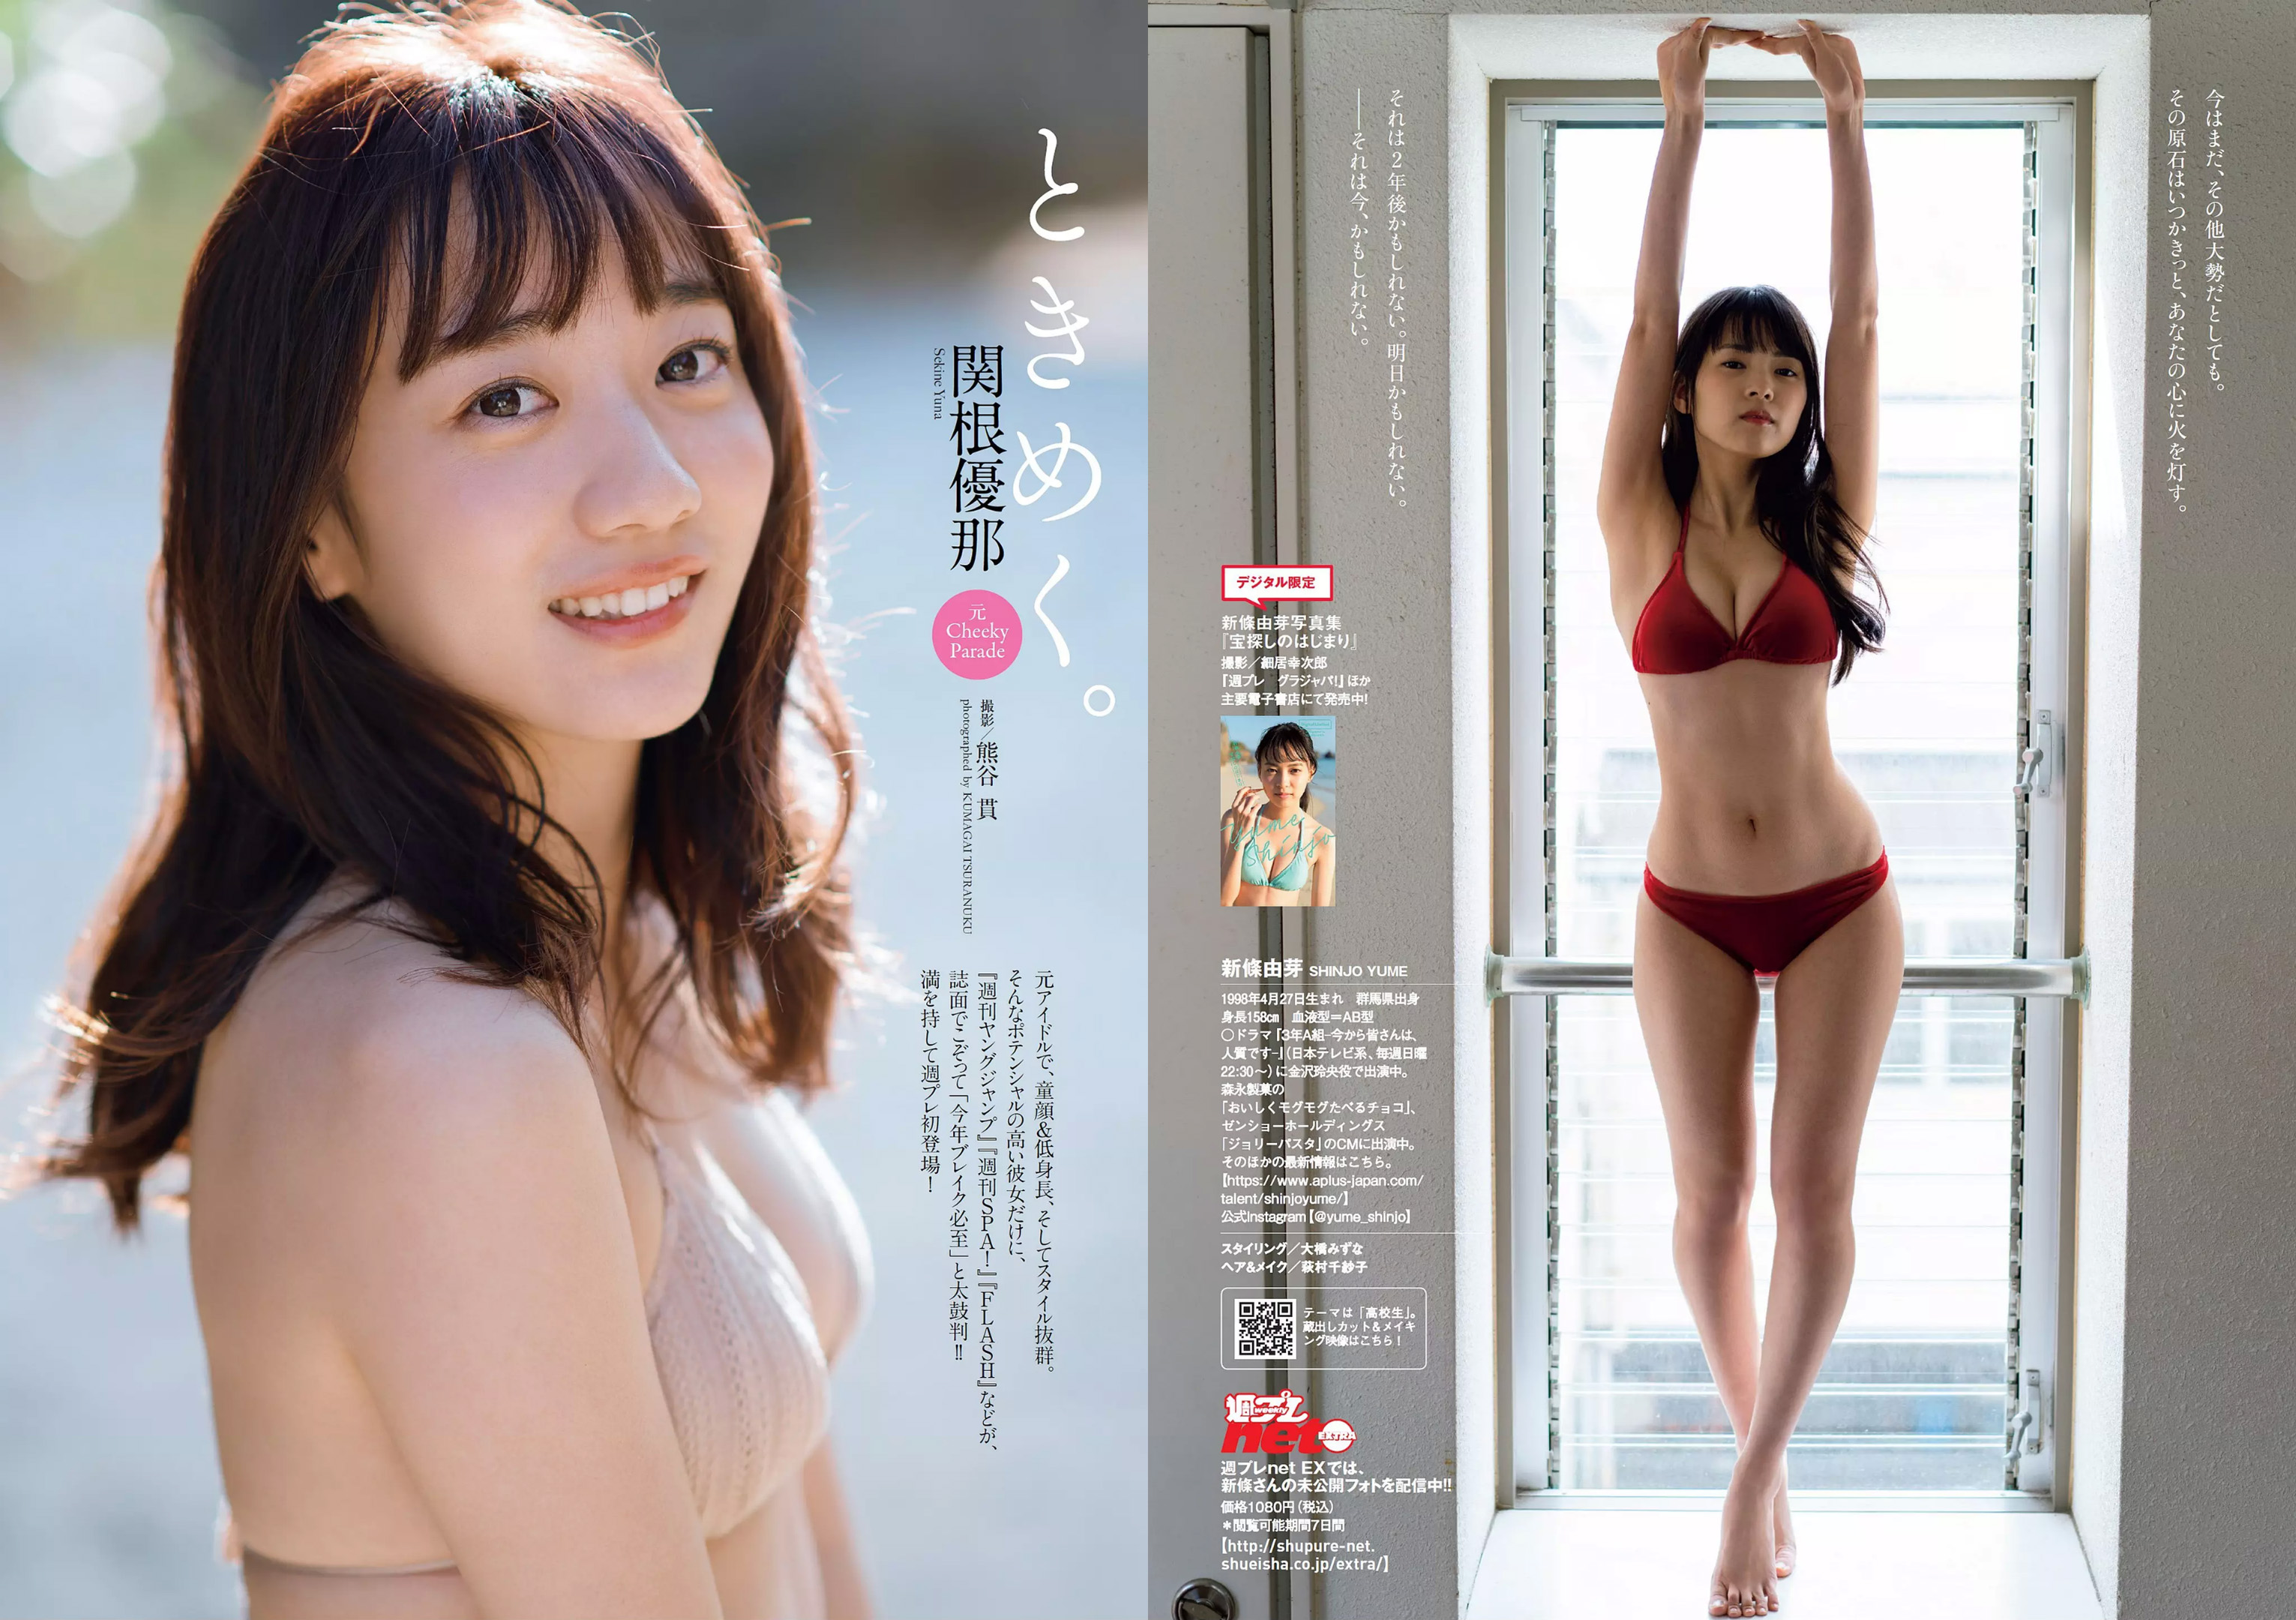 ときめく。
関根優那
Sekine Yuna
元
Cheeky
Parade
撮影／熊谷 貫
photographed by KUMAGAI TSURANUKU
元アイドルで、童顔&低身長、そしてスタイル抜群。
そんなポテンシャルの高い彼女だけに、
『週刊ヤングジャンプ』『週刊SPA!』『FLASH』などが、
誌面でこぞって「今年ブレイク必至」と太鼓判!!
満を持して週プレ初登場！
今はまだ、その他大勢だとしても。
その原石はいつかきっと、あなたの心に火を灯す。
それは2年後かもしれない。明日かもしれない。
――それは今、かもしれない。
デジタル限定
新條由芽写真集
『宝探しのはじまり』
撮影／細居幸次郎
『週プレ グラジャパ!』ほか
主要電子書店にて発売中!
Yume
Shinjo
新條由芽 SHINJO YUME
1998年4月27日生まれ 群馬県出身
身長158㎝ 血液型＝AB型
○ドラマ『3年A組−今から皆さんは、
人質です−』（日本テレビ系、毎週日曜
22:30〜）に金沢玲央役で出演中。
森永製菓の
「おいしくモグモグたべるチョコ」、
ゼンショーホールディングス
「ジョリーパスタ」のCMに出演中。
そのほかの最新情報はこちら。
【https://www.aplus-japan.com/
talent/shinjoyume/】
公式Instagram【@yume_shinjo】
スタイリング／大橋みずな
ヘア&メイク／萩村千紗子
テーマは「高校生」。
蔵出しカット&メイキ
ング映像はこちら！
週プレ
weekly
net
EXTRA
週プレnet EXでは、
新條さんの未公開フォトを配信中!!
価格1080円（税込）
＊閲覧可能期間7日間
【http://shupure-net.
shueisha.co.jp/extra/】